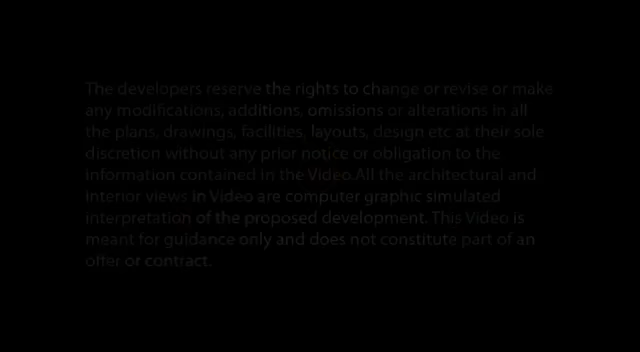 The developers reserve the rights to change or revise or make
any modifications, additions, omissions or alterations in all
the plans, drawings, facilities, layouts, design etc at their sole
discretion without any prior notice or obligation to the
information contained in the Video.All the architectural and
interior views in Video are computer graphic simulated
interpretation of the proposed development. This Video is
meant for guidance only and does not constitute part of an
offer or contract.